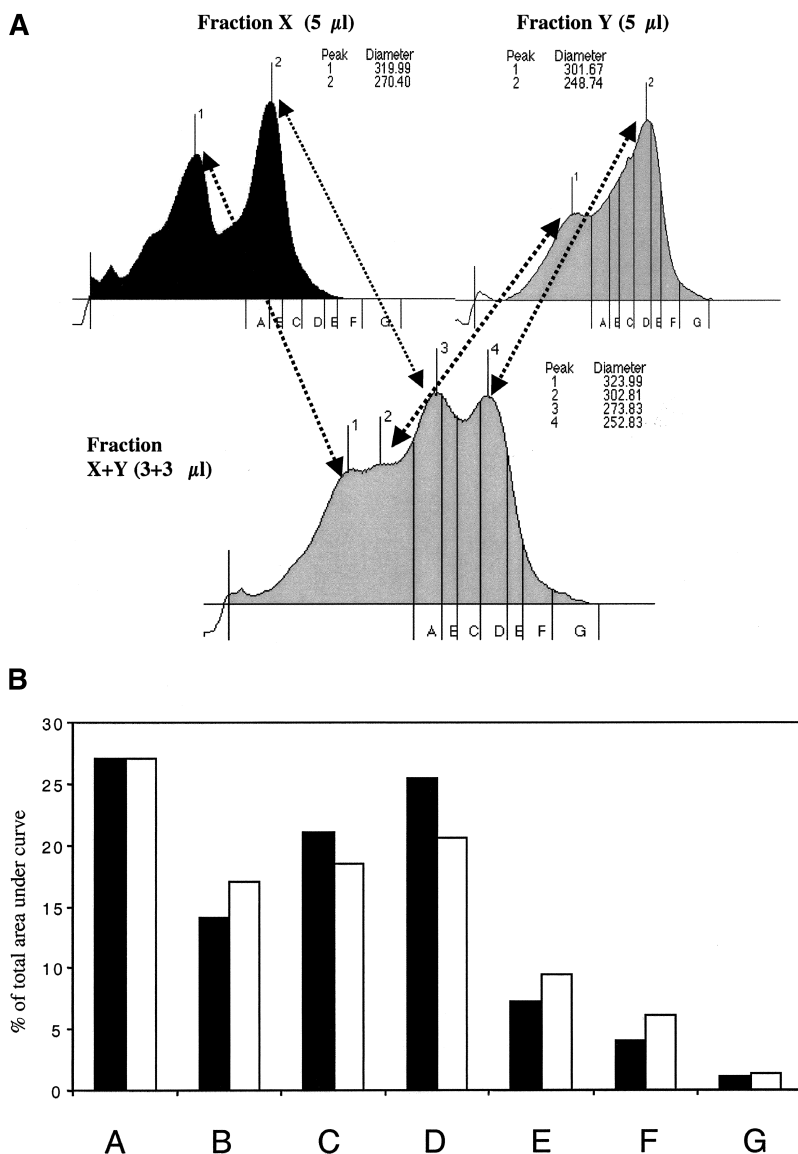 A
Fraction X (5 µl)
Peak Diameter
1 319.99
2 270.40
1
2
A B C D E F G
Fraction Y (5 µl)
Peak Diameter
1 301.67
2 248.74
1
2
A B C D E F G
Fraction
X+Y (3+3 µl)
Peak Diameter
1 323.99
2 302.81
3 273.83
4 252.83
1
2
3
4
A B C D E F G
B
% of total area under curve
30
25
20
15
10
5
0
A B C D E F G